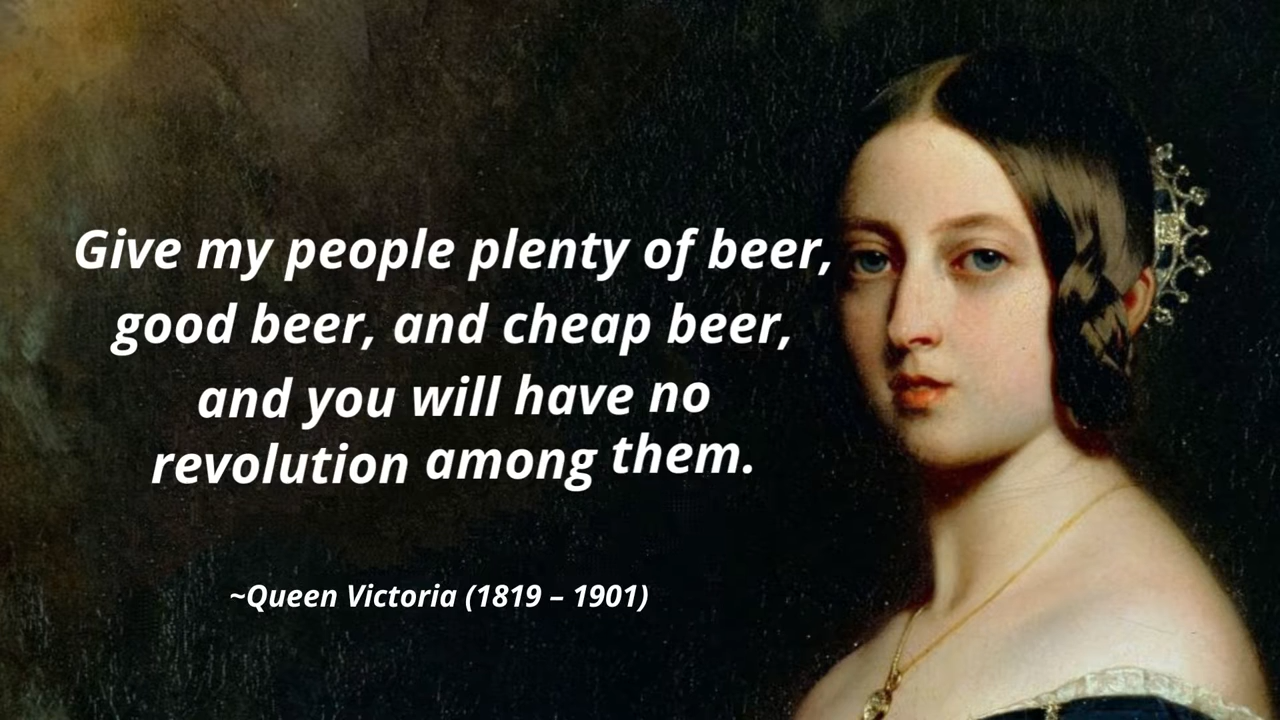 Give my people plenty of beer,
good beer, and cheap beer,
and you will have no
revolution among them.
~Queen Victoria (1819 – 1901)